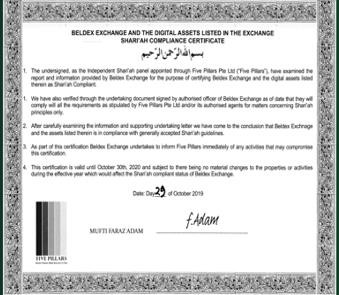 BELDEX EXCHANGE AND THE DIGITAL ASSETS LISTED IN THE EXCHANGE
SHARI'AH COMPLIANCE CERTIFICATE
بسم الله الرحمن الرحيم
1. The undersigned, as the Independent Shari'ah panel appointed through Five Pillars Pte Ltd ("Five Pillars"), have examined the
report and information provided by Beldex Exchange for the purpose of certifying Beldex Exchange and the digital assets listed
therein as Shari'ah Compliant.
1. We have also verified through the undertaking document signed by authorised officer of Beldex Exchange as of date that they will
comply will all the requirements as stipulated by Five Pillars Pte Ltd and/or its authorised agents for matters concerning Shari'ah
principles only.
2. After carefully examining the information and supporting undertaking letter we have come to the conclusion that Beldex Exchnage
and the assets listed therein is in compliance with generally accepted Shari'ah guidelines.
3. As part of this certification Beldex Exchange undertakes to inform Five Pillars immediately of any activities that may compromise
this certification.
4. This certification is valid until October 30th, 2020 and subject to there being no material changes to the properties or activities
during the effective year which would affect the Shari'ah compliant status of Beldex Exchange.
Date: Day 29 of October 2019
f.Adam
MUFTI FARAZ ADAM
FIVE PILLARS